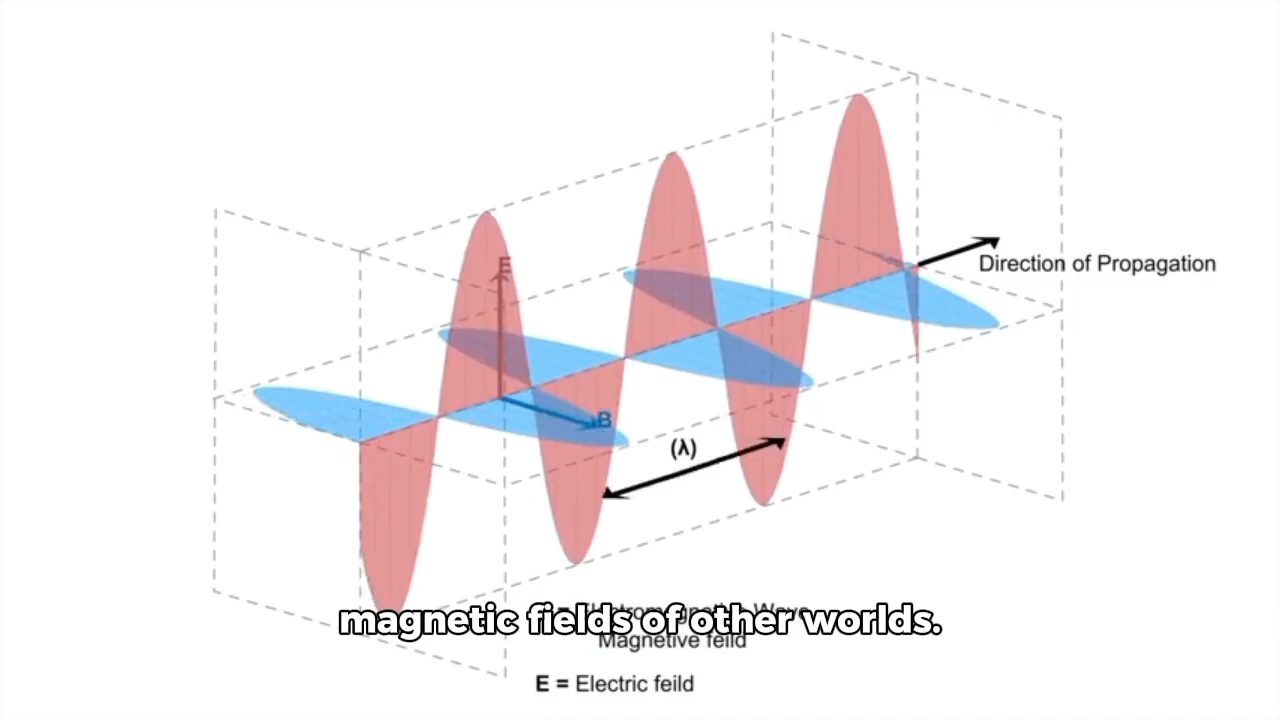 E
Direction of Propagation
B
(λ)
magnetic fields of other worlds.
Magnetive feild
E = Electric feild